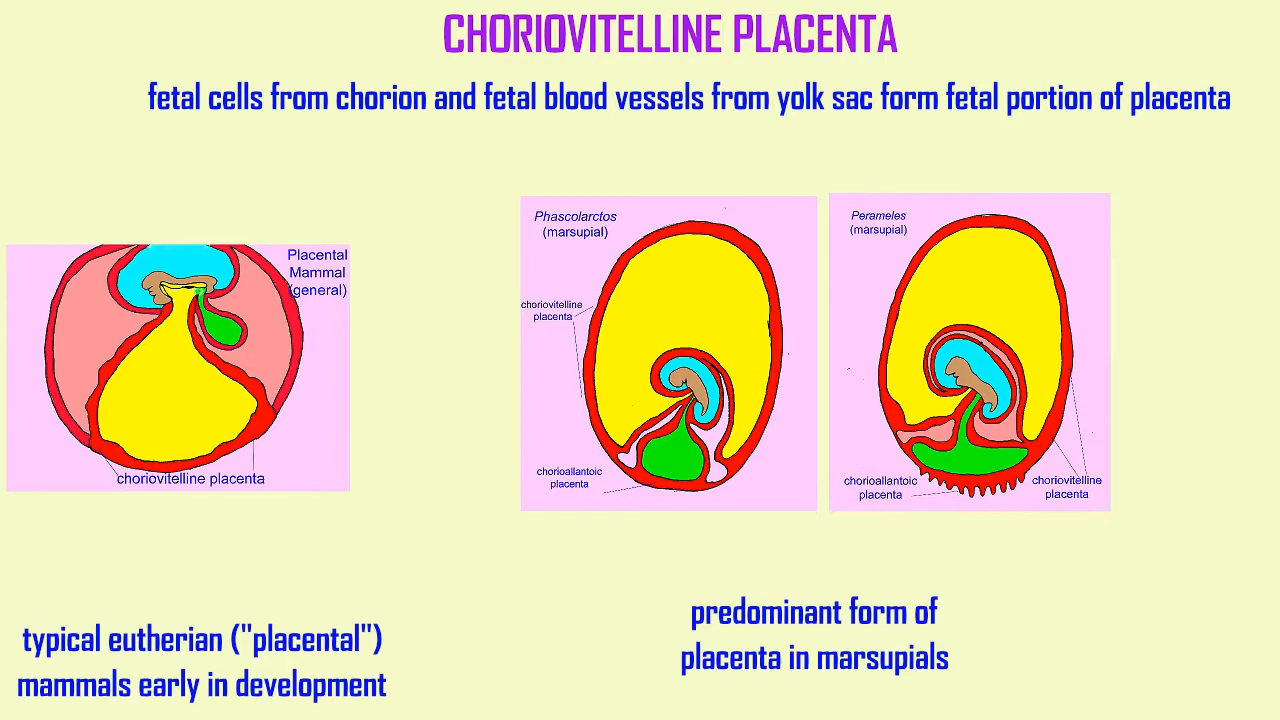 CHORIOVITELLINE PLACENTA
fetal cells from chorion and fetal blood vessels from yolk sac form fetal portion of placenta
Placental
Mammal
(general)
choriovitelline placenta
Phascolarctos
(marsupial)
choriovitelline
placenta
chorioallantoic
placenta
Perameles
(marsupial)
chorioallantoic
placenta
choriovitelline
placenta
typical eutherian ("placental")
mammals early in development
predominant form of
placenta in marsupials